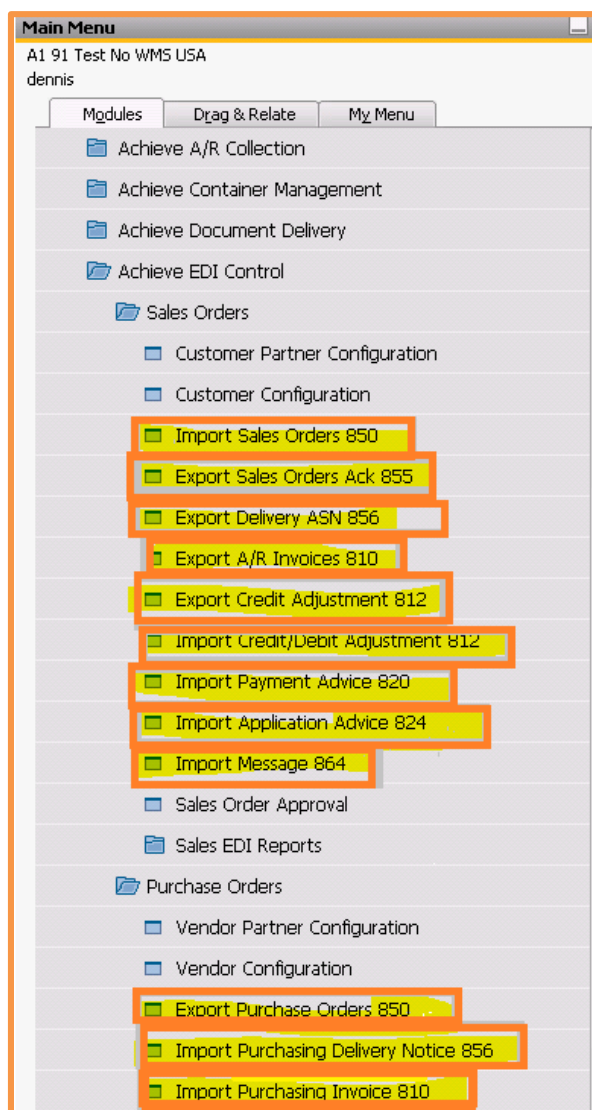 Main Menu
A1 91 Test No WMS USA
dennis
Modules Drag & Relate My Menu
Achieve A/R Collection
Achieve Container Management
Achieve Document Delivery
Achieve EDI Control
Sales Orders
Customer Partner Configuration
Customer Configuration
Import Sales Orders 850
Export Sales Orders Ack 855
Export Delivery ASN 856
Export A/R Invoices 810
Export Credit Adjustment 812
Import Credit/Debit Adjustment 812
Import Payment Advice 820
Import Application Advice 824
Import Message 864
Sales Order Approval
Sales EDI Reports
Purchase Orders
Vendor Partner Configuration
Vendor Configuration
Export Purchase Orders 850
Import Purchasing Delivery Notice 856
Import Purchasing Invoice 810